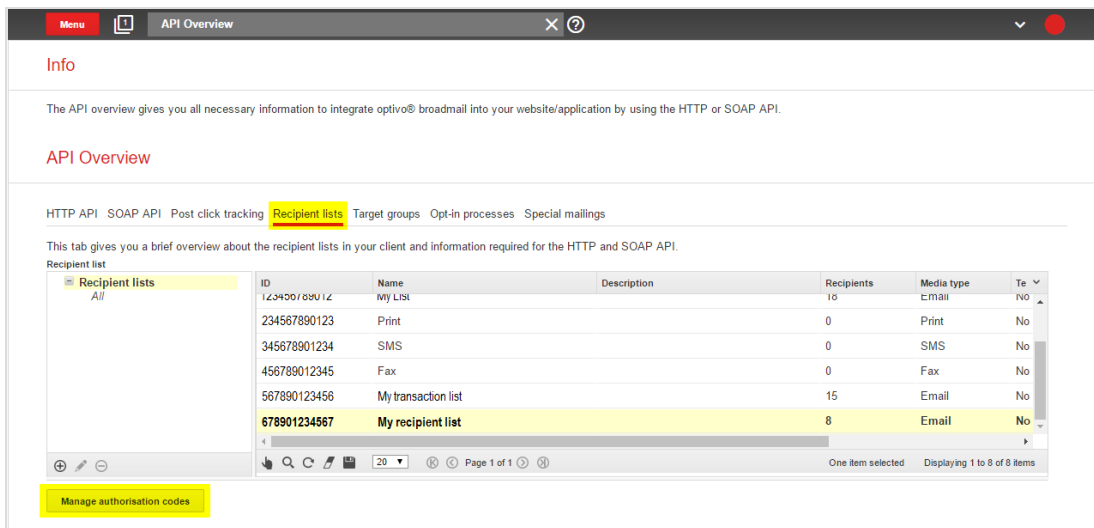 Menu 1 API Overview
Info
The API overview gives you all necessary information to integrate optivo® broadmail into your website/application by using the HTTP or SOAP API.
API Overview
HTTP API SOAP API Post click tracking Recipient lists Target groups Opt-in processes Special mailings
This tab gives you a brief overview about the recipient lists in your client and information required for the HTTP and SOAP API.
Recipient list
Recipient lists
All
ID Name Description Recipients Media type Te
123456789012 My List 18 Email No
234567890123 Print 0 Print No
345678901234 SMS 0 SMS No
456789012345 Fax 0 Fax No
567890123456 My transaction list 15 Email No
678901234567 My recipient list 8 Email No
20 Page 1 of 1 One item selected Displaying 1 to 8 of 8 items
Manage authorisation codes